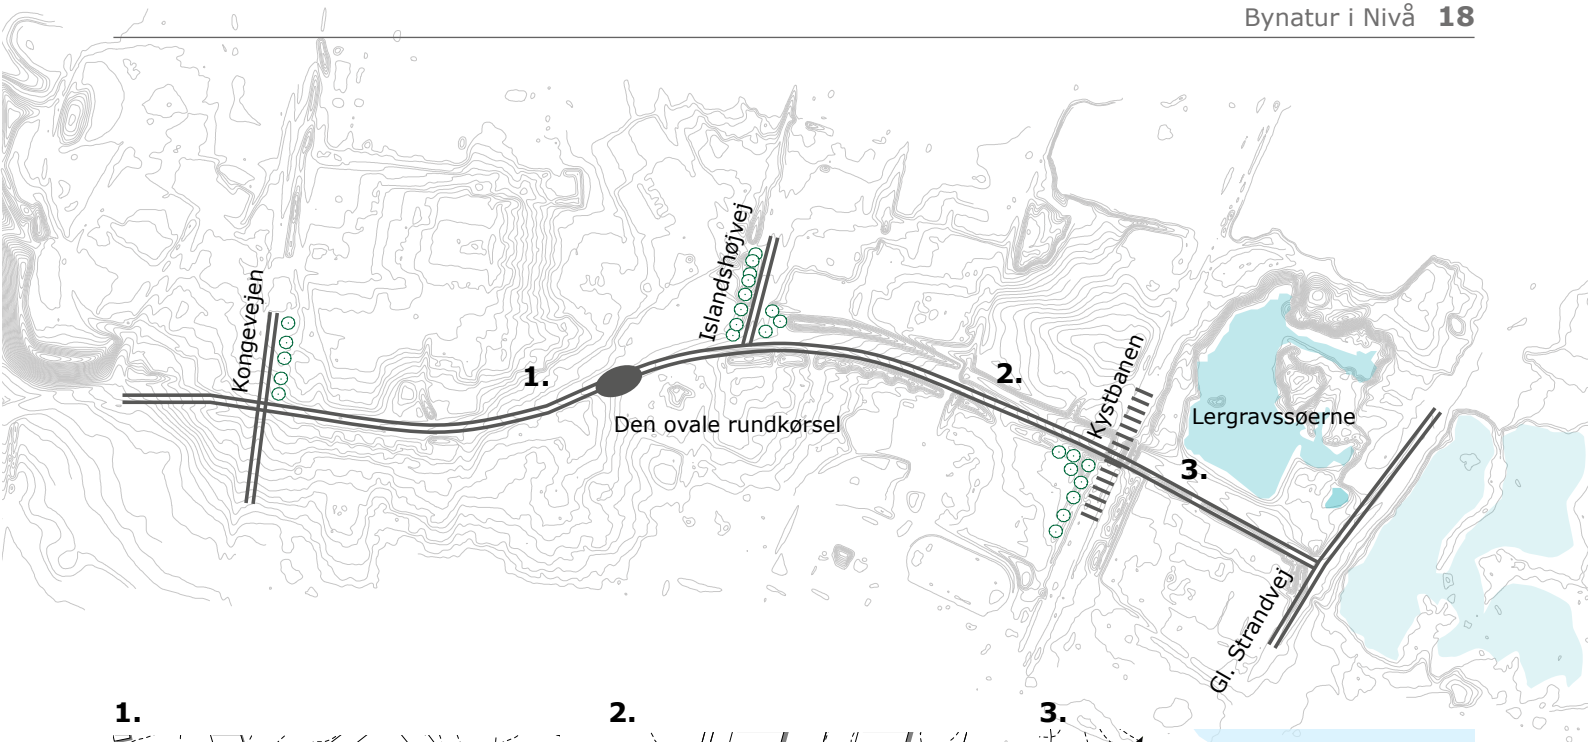 Bynatur i Nivå 18
Kongevejen
Islandshøjvej
1.
Den ovale rundkørsel
2.
Kystbanen
Lergravssøerne
3.
Gl. Strandvej
1.
2.
3.